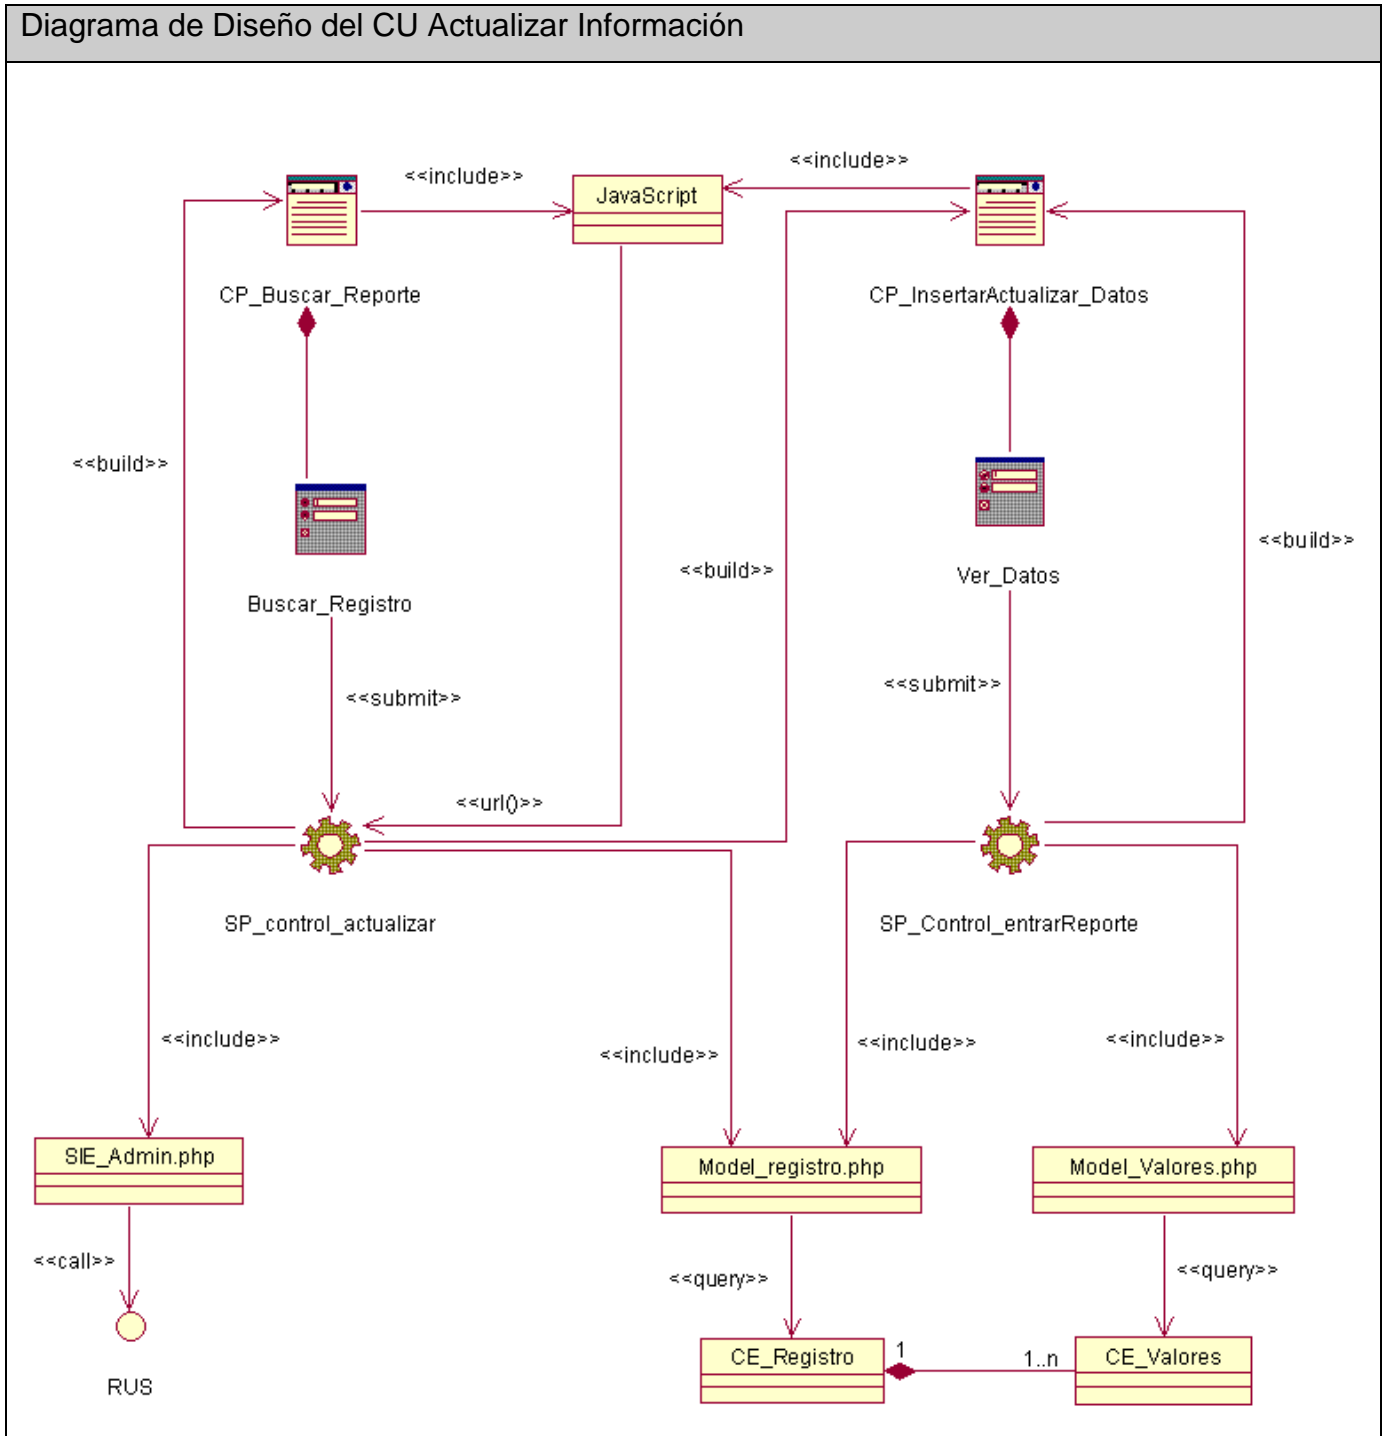 Diagrama de Diseño del CU Actualizar Información
<<include>>
<<include>>
JavaScript
CP_Buscar_Reporte
CP_InsertarActualizar_Datos
<<build>>
<<build>>
<<build>>
Ver_Datos
Buscar_Registro
<<submit>>
<<submit>>
<<url()>>
SP_control_actualizar
SP_Control_entrarReporte
<<include>>
<<include>>
<<include>>
<<include>>
SIE_Admin.php
Model_registro.php
Model_Valores.php
<<call>>
<<query>>
<<query>>
CE_Registro
1
1..n
CE_Valores
RUS